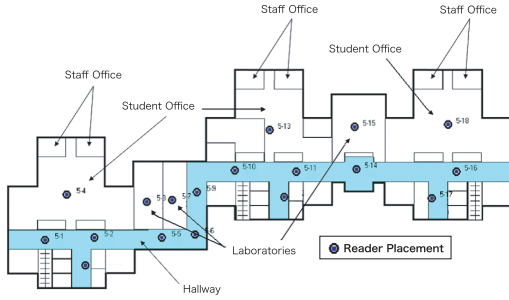 Staff Office
Staff Office
Student Office
Staff Office
Student Office
5-13
5-15
5-18
5-10
5-11
5-14
5-16
5-4
5-3
5-7
5-9
5-17
5-1
5-2
5-5
5-6
Laboratories
Reader Placement
Hallway